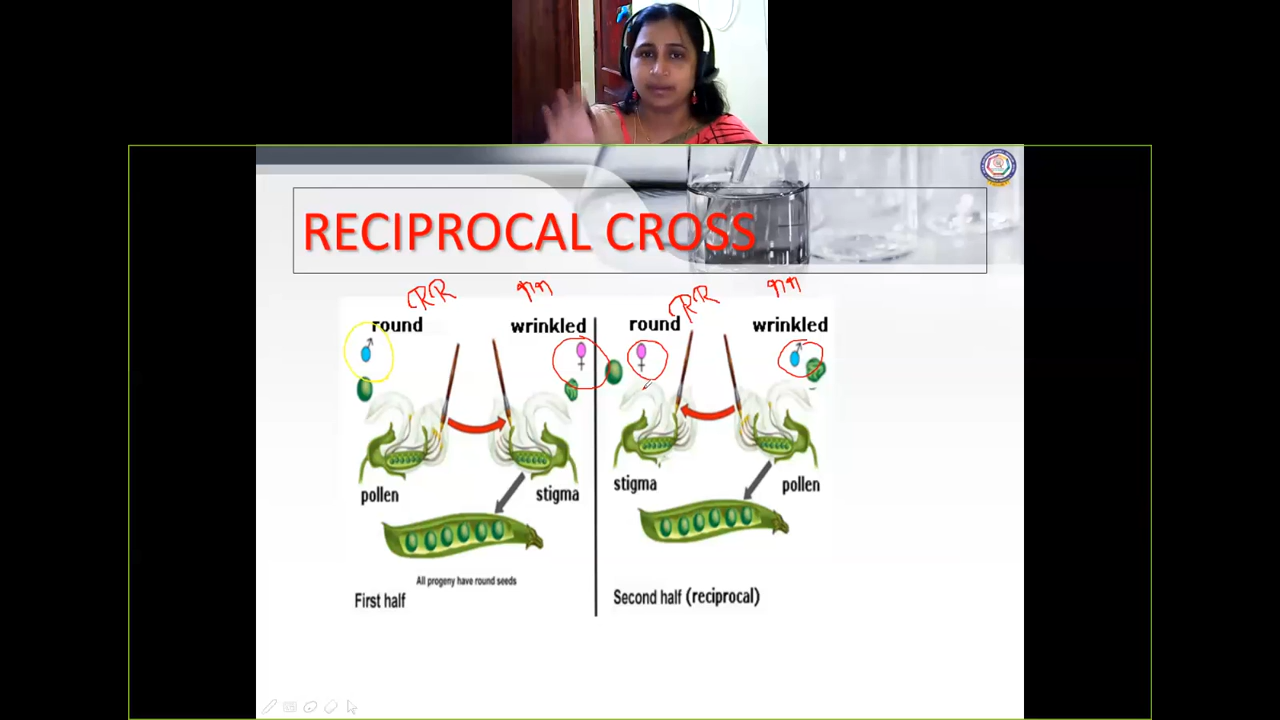 RECIPROCAL CROSS
RR rr RR rr
round wrinkled round wrinkled
pollen stigma stigma pollen
All progeny have round seeds
First half Second half (reciprocal)